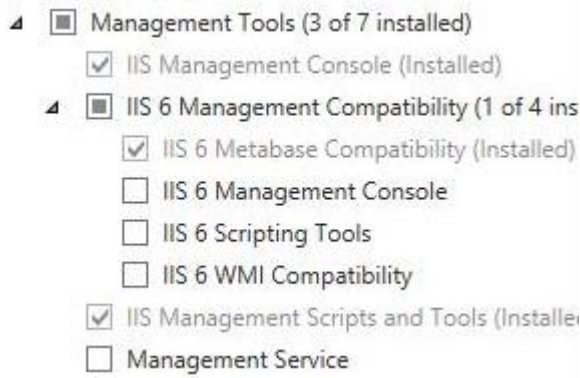 Management Tools (3 of 7 installed)
IIS Management Console (Installed)
IIS 6 Management Compatibility (1 of 4 ins
IIS 6 Metabase Compatibility (Installed)
IIS 6 Management Console
IIS 6 Scripting Tools
IIS 6 WMI Compatibility
IIS Management Scripts and Tools (Installe
Management Service